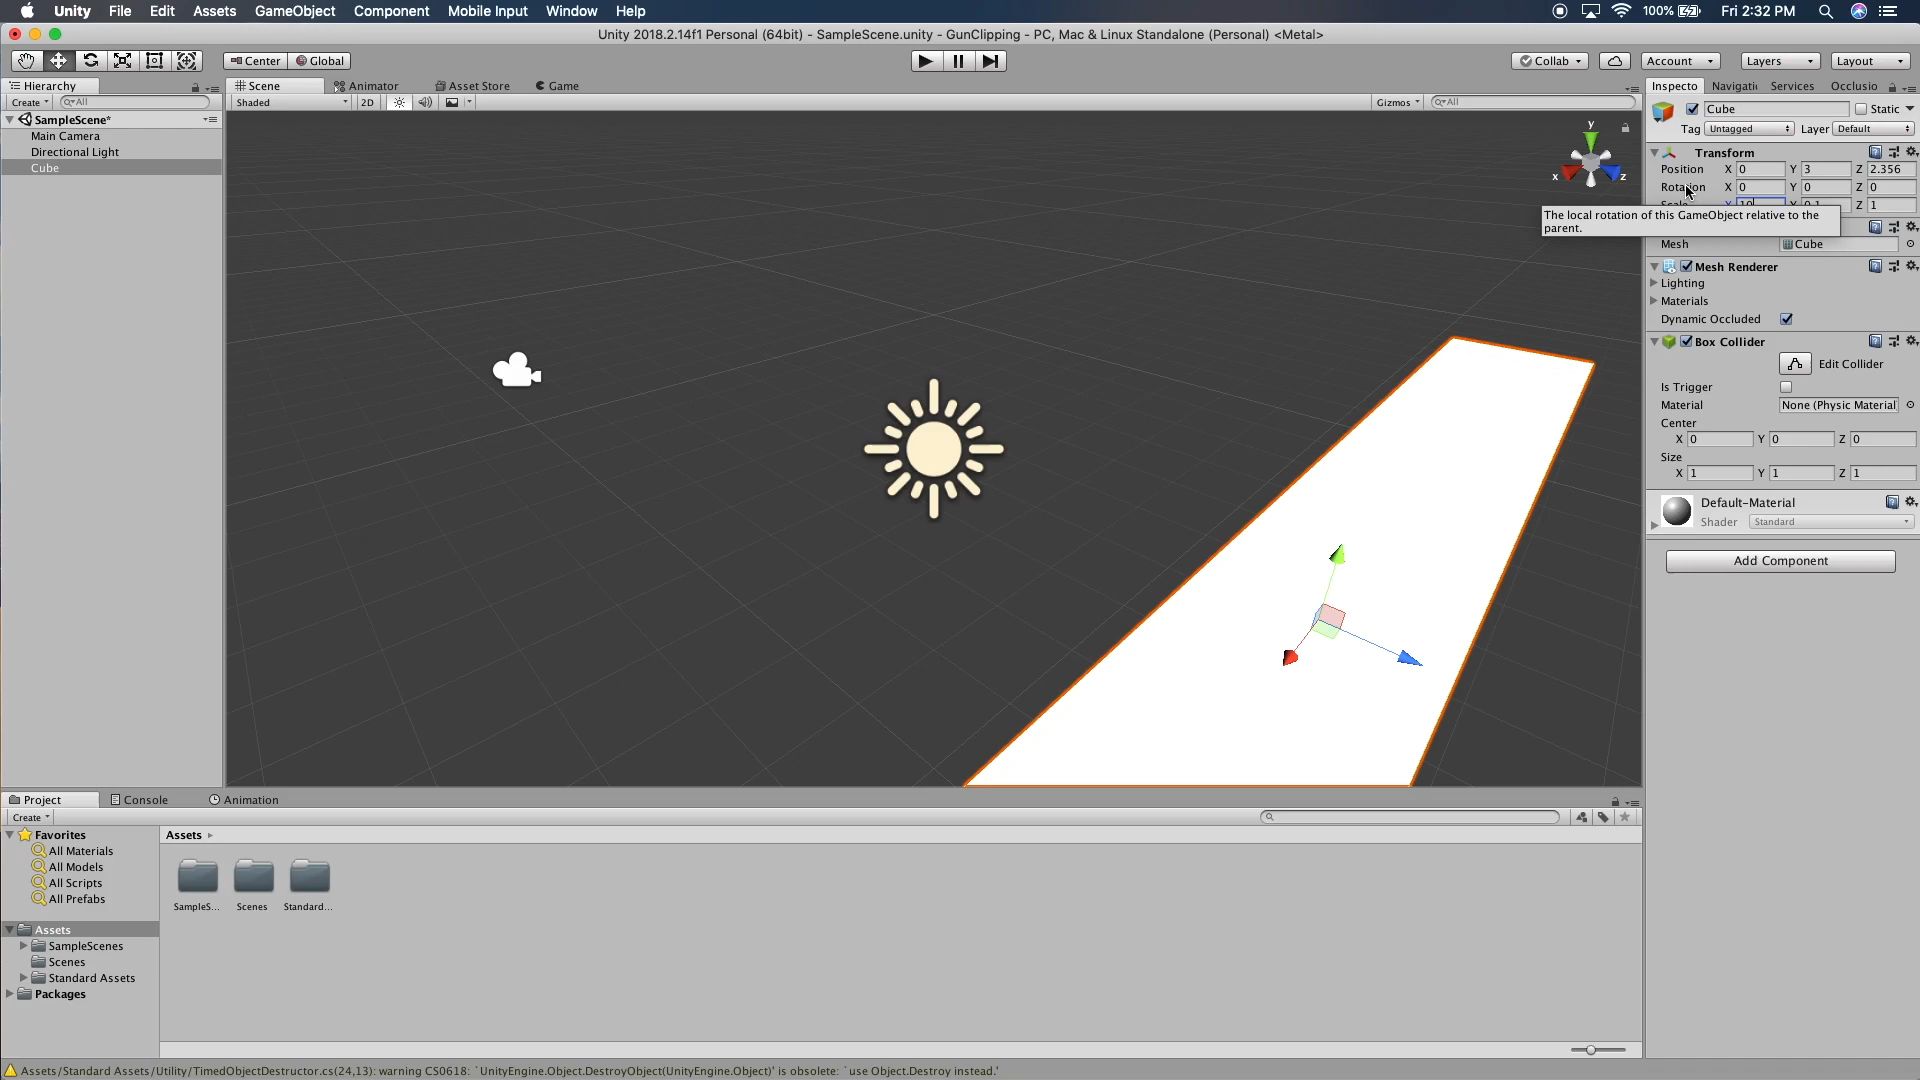 Unity File Edit Assets GameObject Component Mobile Input Window Help 100% Fri 2:32 PM
Unity 2018.2.14f1 Personal (64bit) - SampleScene.unity - GunClipping - PC, Mac & Linux Standalone (Personal) <Metal>
Center Global Collab Account Layers Layout
Hierarchy Scene Animator Asset Store Game Inspecto Navigati Services Occlusio
Create All Shaded 2D Gizmos All
Cube Static
SampleScene*
Main Camera
Directional Light
Cube
y
x
z
Tag Untagged Layer Default
Transform
Position X 0 Y 3 Z 2.356
Rotation X 0 Y 0 Z 0
Z 1
The local rotation of this GameObject relative to the
parent.
Mesh Cube
Mesh Renderer
Lighting
Materials
Dynamic Occluded
Box Collider
Edit Collider
Is Trigger
Material None (Physic Material
Center
X 0 Y 0 Z 0
Size
X 1 Y 1 Z 1
Default-Material
Shader Standard
Add Component
Project Console Animation
Create
Favorites
All Materials
All Models
All Scripts
All Prefabs
Assets
SampleScenes
Scenes
Standard Assets
Packages
Assets
SampleS... Scenes Standard...
Assets/Standard Assets/Utility/TimedObjectDestructor.cs(24,13): warning CS0618: `UnityEngine.Object.DestroyObject(UnityEngine.Object)' is obsolete: `use Object.Destroy instead.'